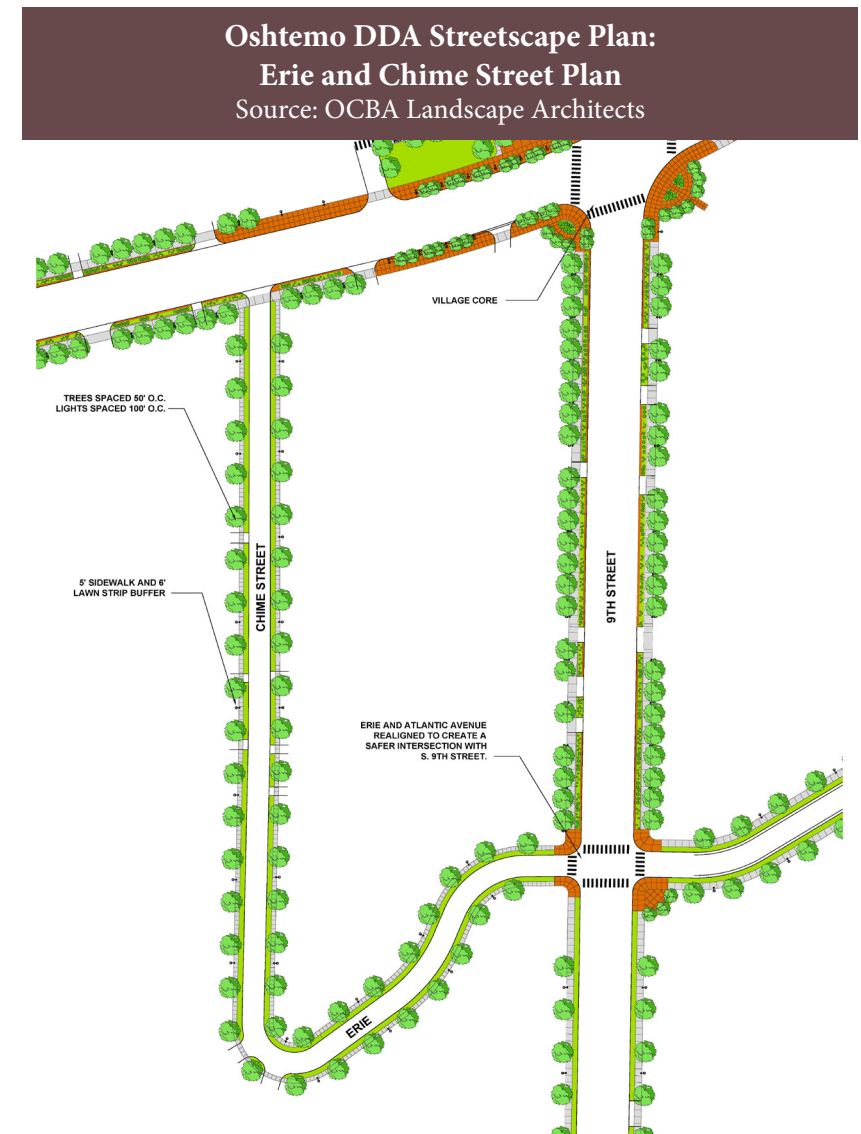 Oshtemo DDA Streetscape Plan:
Erie and Chime Street Plan
Source: OCBA Landscape Architects
VILLAGE CORE
TREES SPACED 50' O.C.
LIGHTS SPACED 100' O.C.
CHIME STREET
9TH STREET
5' SIDEWALK AND 6'
LAWN STRIP BUFFER
ERIE AND ATLANTIC AVENUE
REALIGNED TO CREATE A
SAFER INTERSECTION WITH
S. 9TH STREET.
ERIE